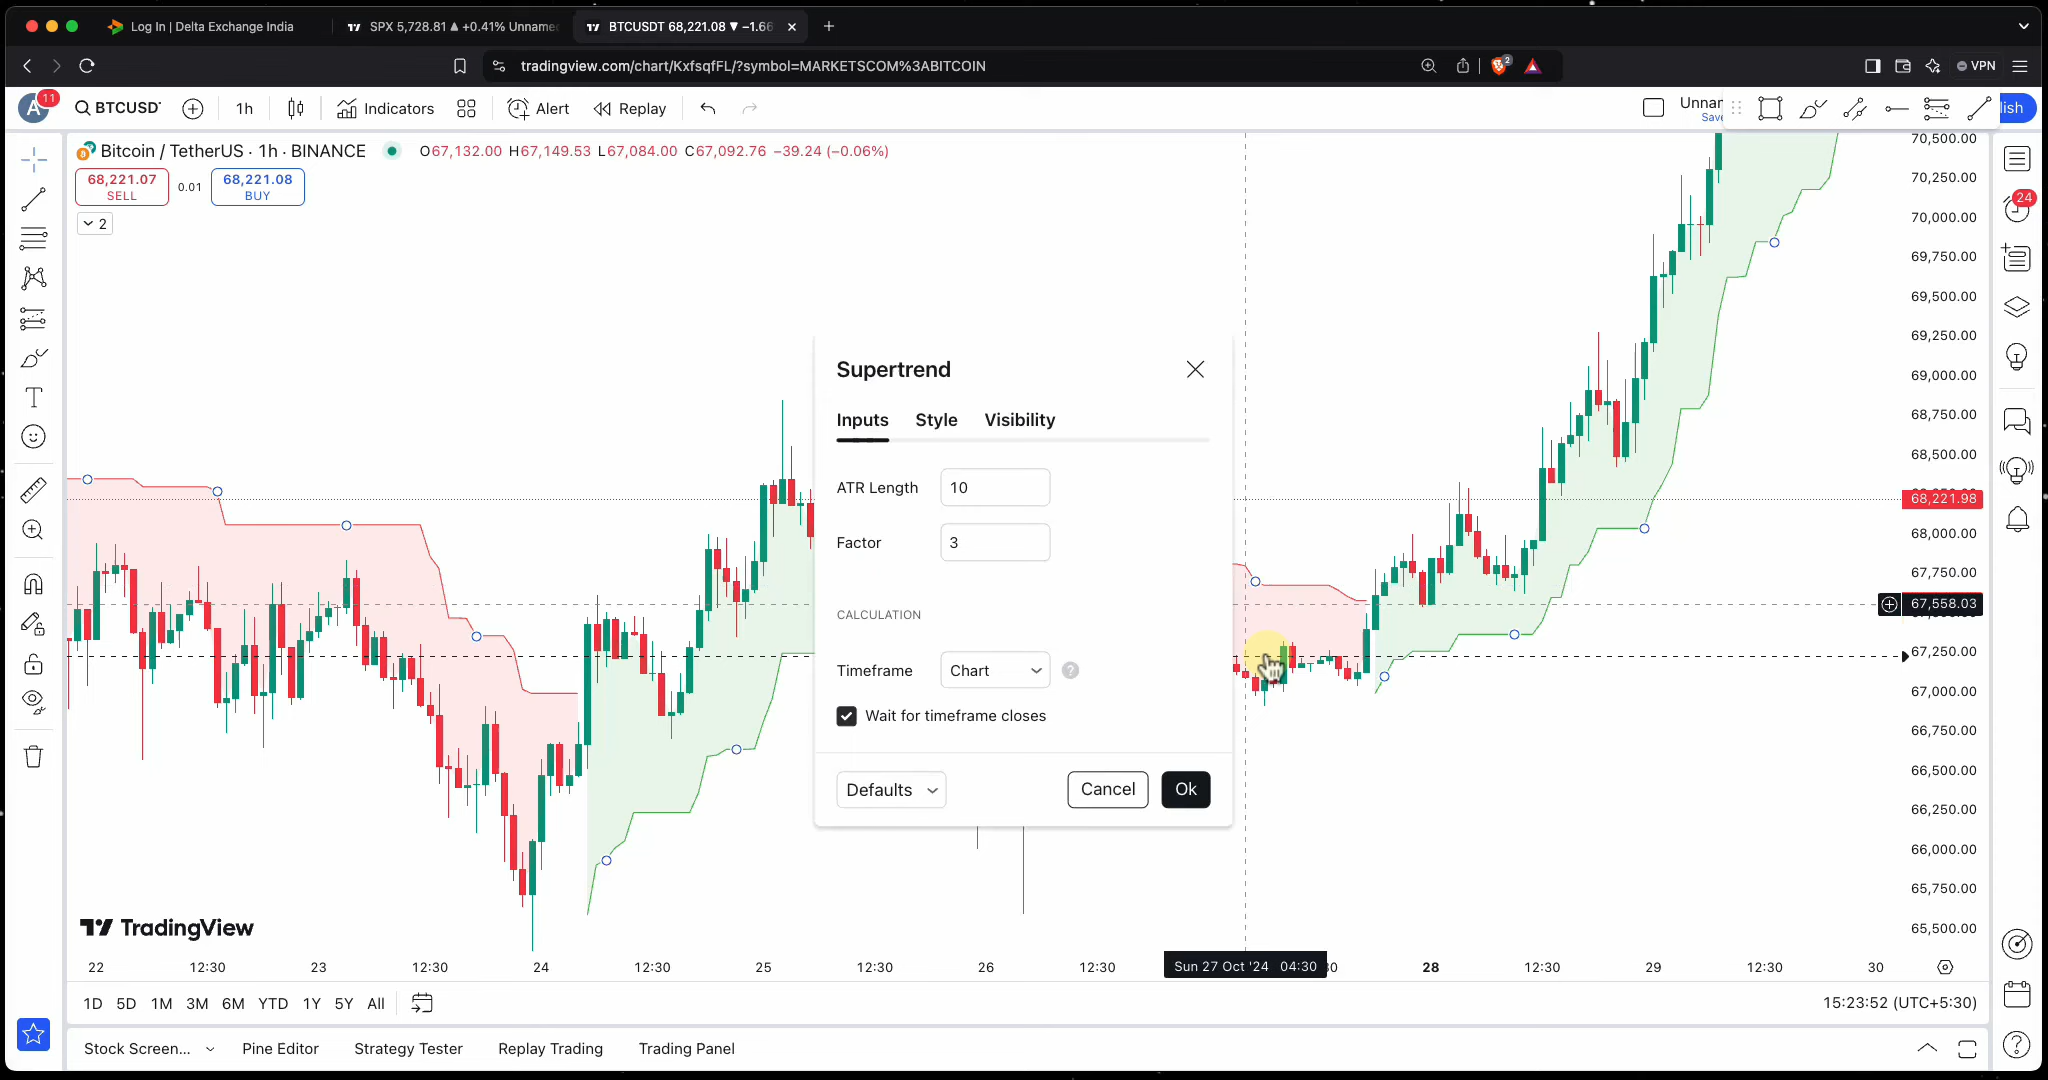 Log In | Delta Exchange India
SPX 5,728.81 ▲ +0.41% Unname
BTCUSDT 68,221.08 ▼ −1.66
tradingview.com/chart/KxfsqfFL/?symbol=MARKETSCOM%3ABITCOIN
2
VPN
A
11
BTCUSDT
1h
Indicators
Alert
Replay
Unnar
Save
lish
Bitcoin / TetherUS · 1h · BINANCE
O67,132.00 H67,149.53 L67,084.00 C67,092.76 −39.24 (−0.06%)
68,221.07
SELL
0.01
68,221.08
BUY
2
70,500.00
70,250.00
70,000.00
69,750.00
69,500.00
69,250.00
69,000.00
68,750.00
68,500.00
68,221.98
68,000.00
67,750.00
67,558.03
67,250.00
67,000.00
66,750.00
66,500.00
66,250.00
66,000.00
65,750.00
65,500.00
24
Supertrend
Inputs Style Visibility
ATR Length 10
Factor 3
CALCULATION
Timeframe Chart ?
Wait for timeframe closes
Defaults
Cancel
Ok
TradingView
22 12:30 23 12:30 24 12:30 25 12:30 26 12:30 Sun 27 Oct '24 04:30 28 12:30 29 12:30 30
1D 5D 1M 3M 6M YTD 1Y 5Y All
15:23:52 (UTC+5:30)
Stock Screen... Pine Editor Strategy Tester Replay Trading Trading Panel